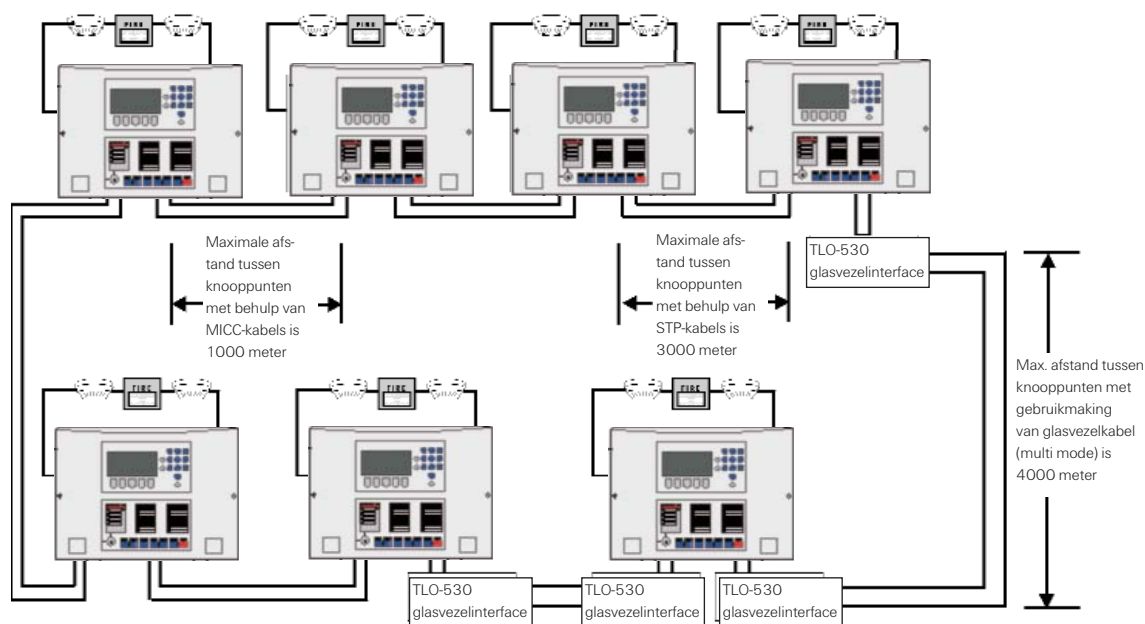 FIRE
FIRE
FIRE
FIRE
Maximale afs-
tand tussen
knooppunten
met behulp van
MICC-kabels is
1000 meter
Maximale afs-
tand tussen
knooppunten
met behulp van
STP-kabels is
3000 meter
TLO-530
glasvezelinterface
Max. afstand tussen
knooppunten met
gebruikmaking
van glasvezelkabel
(multi mode) is
4000 meter
FIRE
FIRE
FIRE
TLO-530
glasvezelinterface
TLO-530
glasvezelinterface
TLO-530
glasvezelinterface